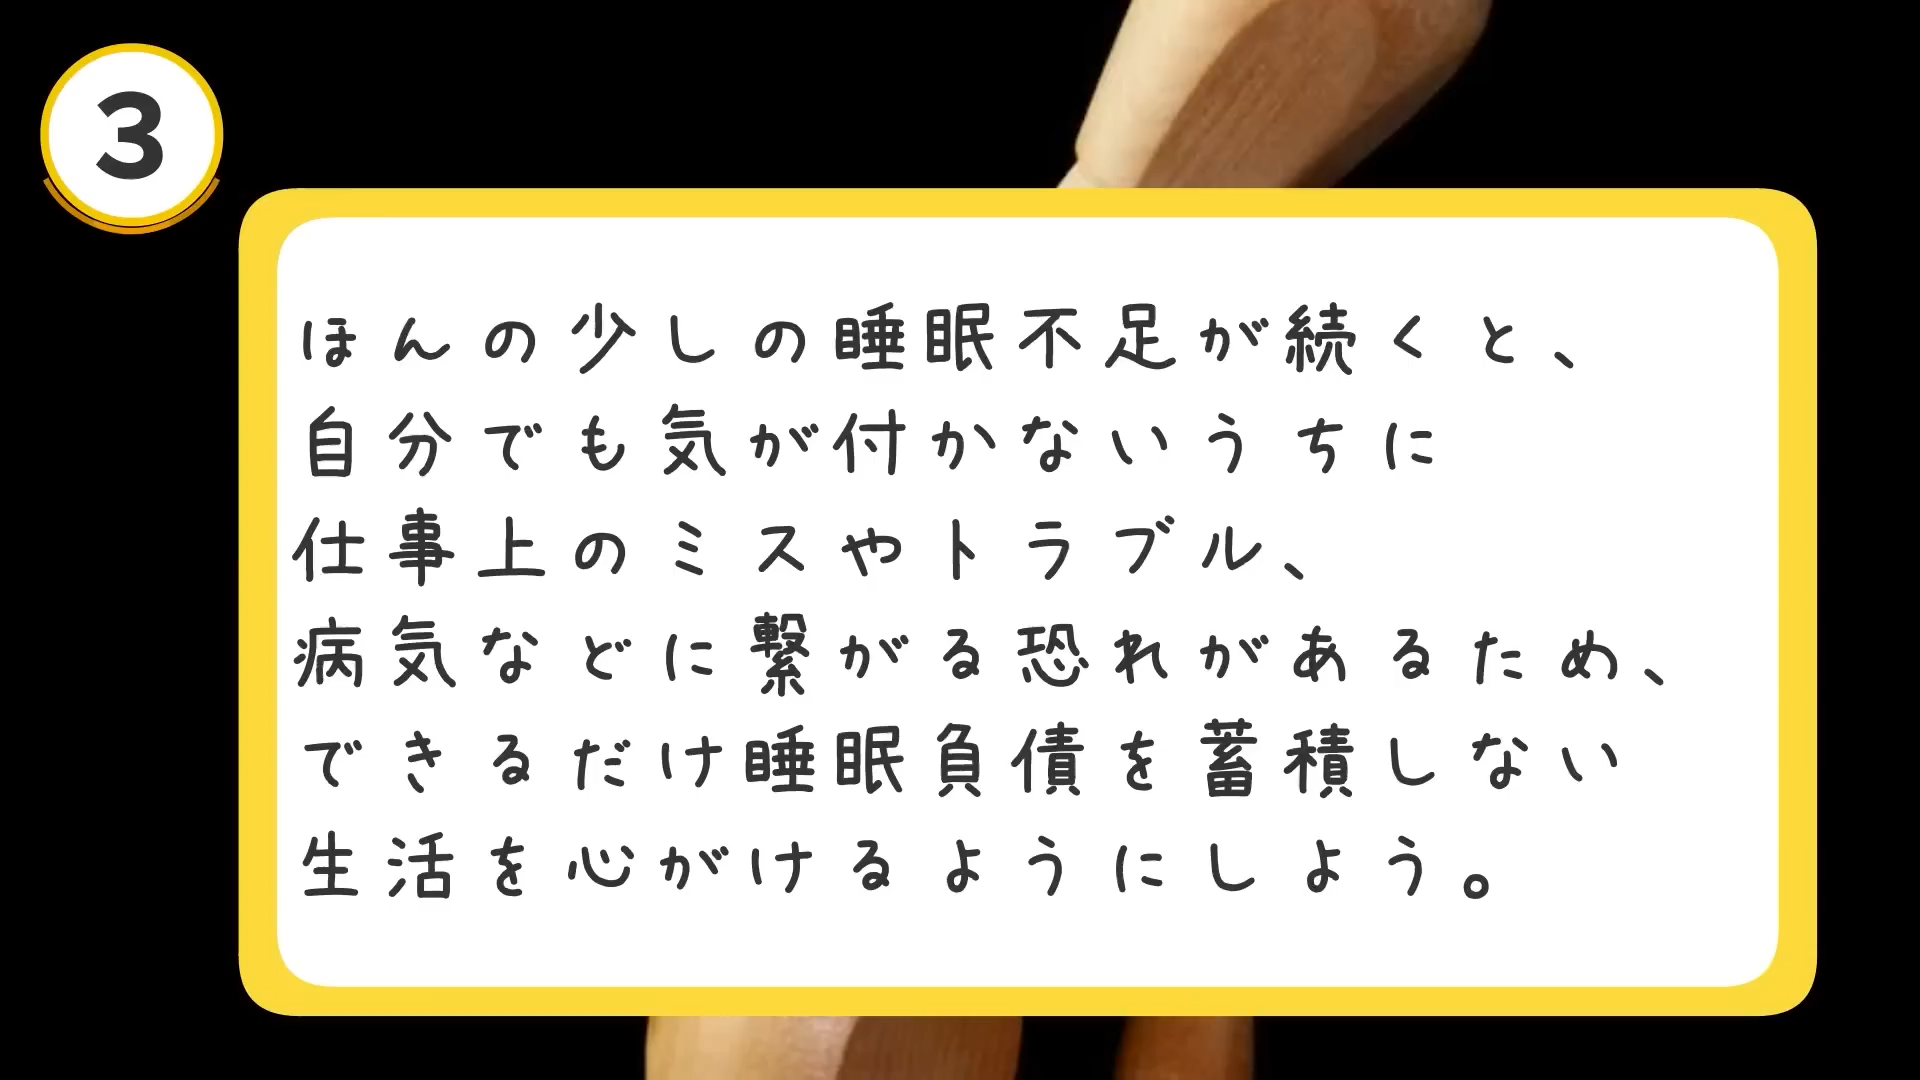 3
ほんの少しの睡眠不足が続くと、
自分でも気が付かないうちに
仕事上のミスやトラブル、
病気などに繋がる恐れがあるため、
できるだけ睡眠負債を蓄積しない
生活を心がけるようにしよう。